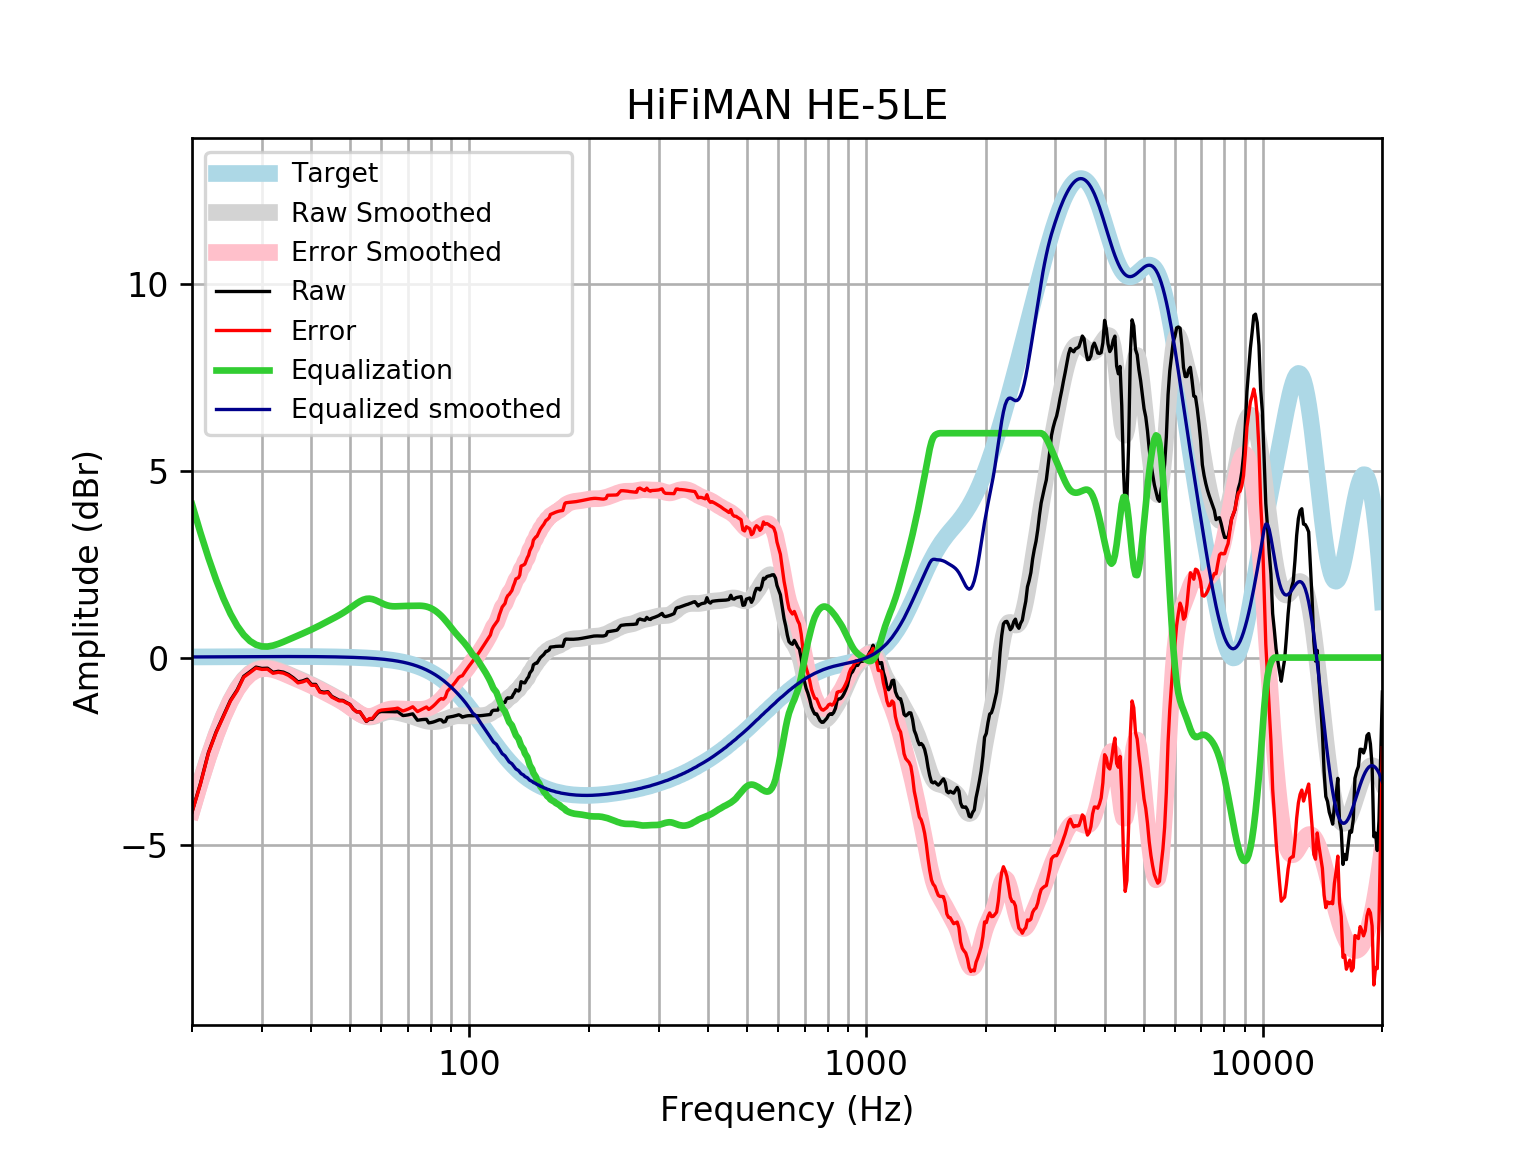 HiFiMAN HE-5LE
Target
Raw Smoothed
Error Smoothed
Raw
Error
Equalization
Equalized smoothed
10
5
0
−5
Amplitude (dBr)
100
1000
10000
Frequency (Hz)